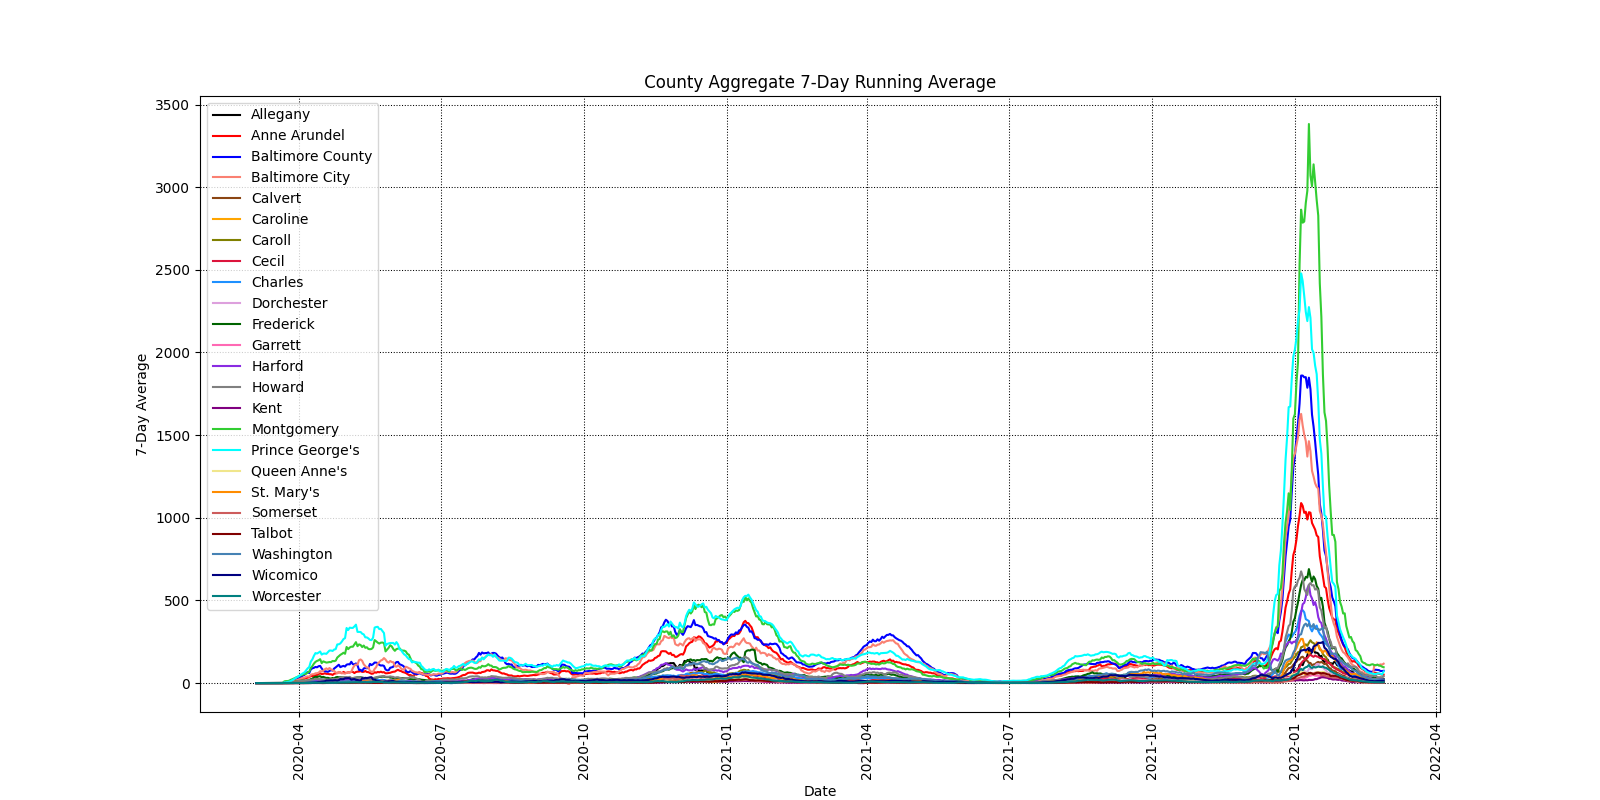 County Aggregate 7-Day Running Average
3500
3000
2500
2000
1500
1000
500
0
7-Day Average
Allegany
Anne Arundel
Baltimore County
Baltimore City
Calvert
Caroline
Caroll
Cecil
Charles
Dorchester
Frederick
Garrett
Harford
Howard
Kent
Montgomery
Prince George's
Queen Anne's
St. Mary's
Somerset
Talbot
Washington
Wicomico
Worcester
2020-04
2020-07
2020-10
2021-01
2021-04
2021-07
2021-10
2022-01
2022-04
Date